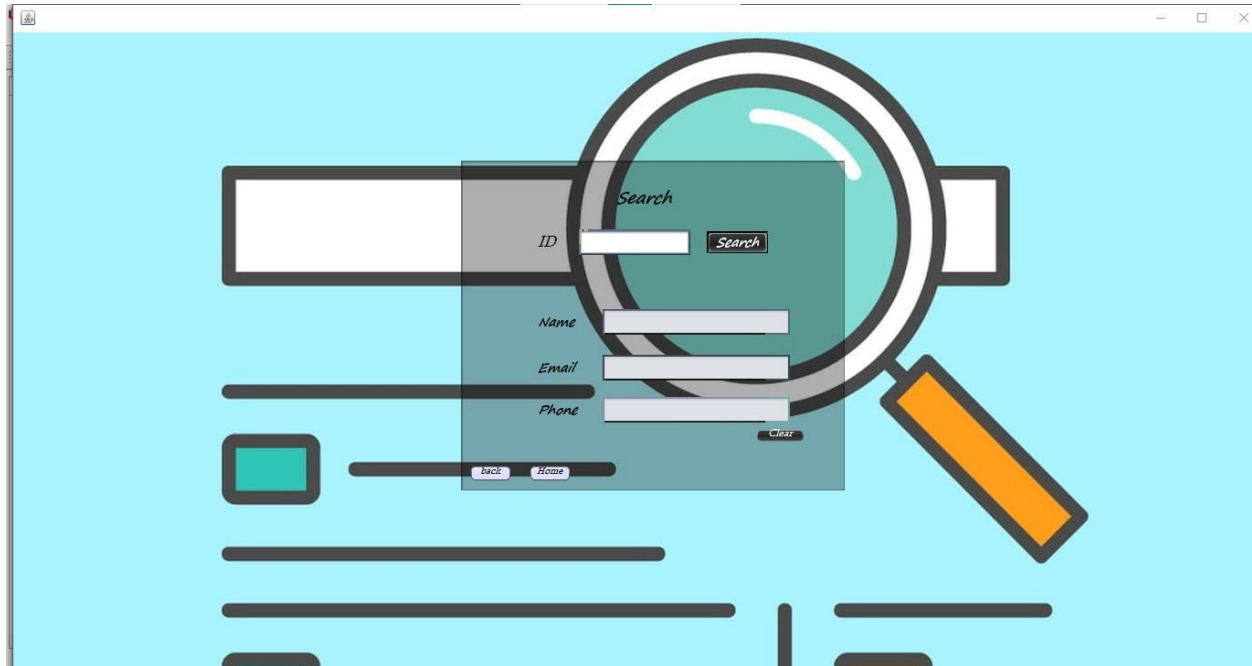 Search
ID Search
Name
Email
Phone
Clear
back Home